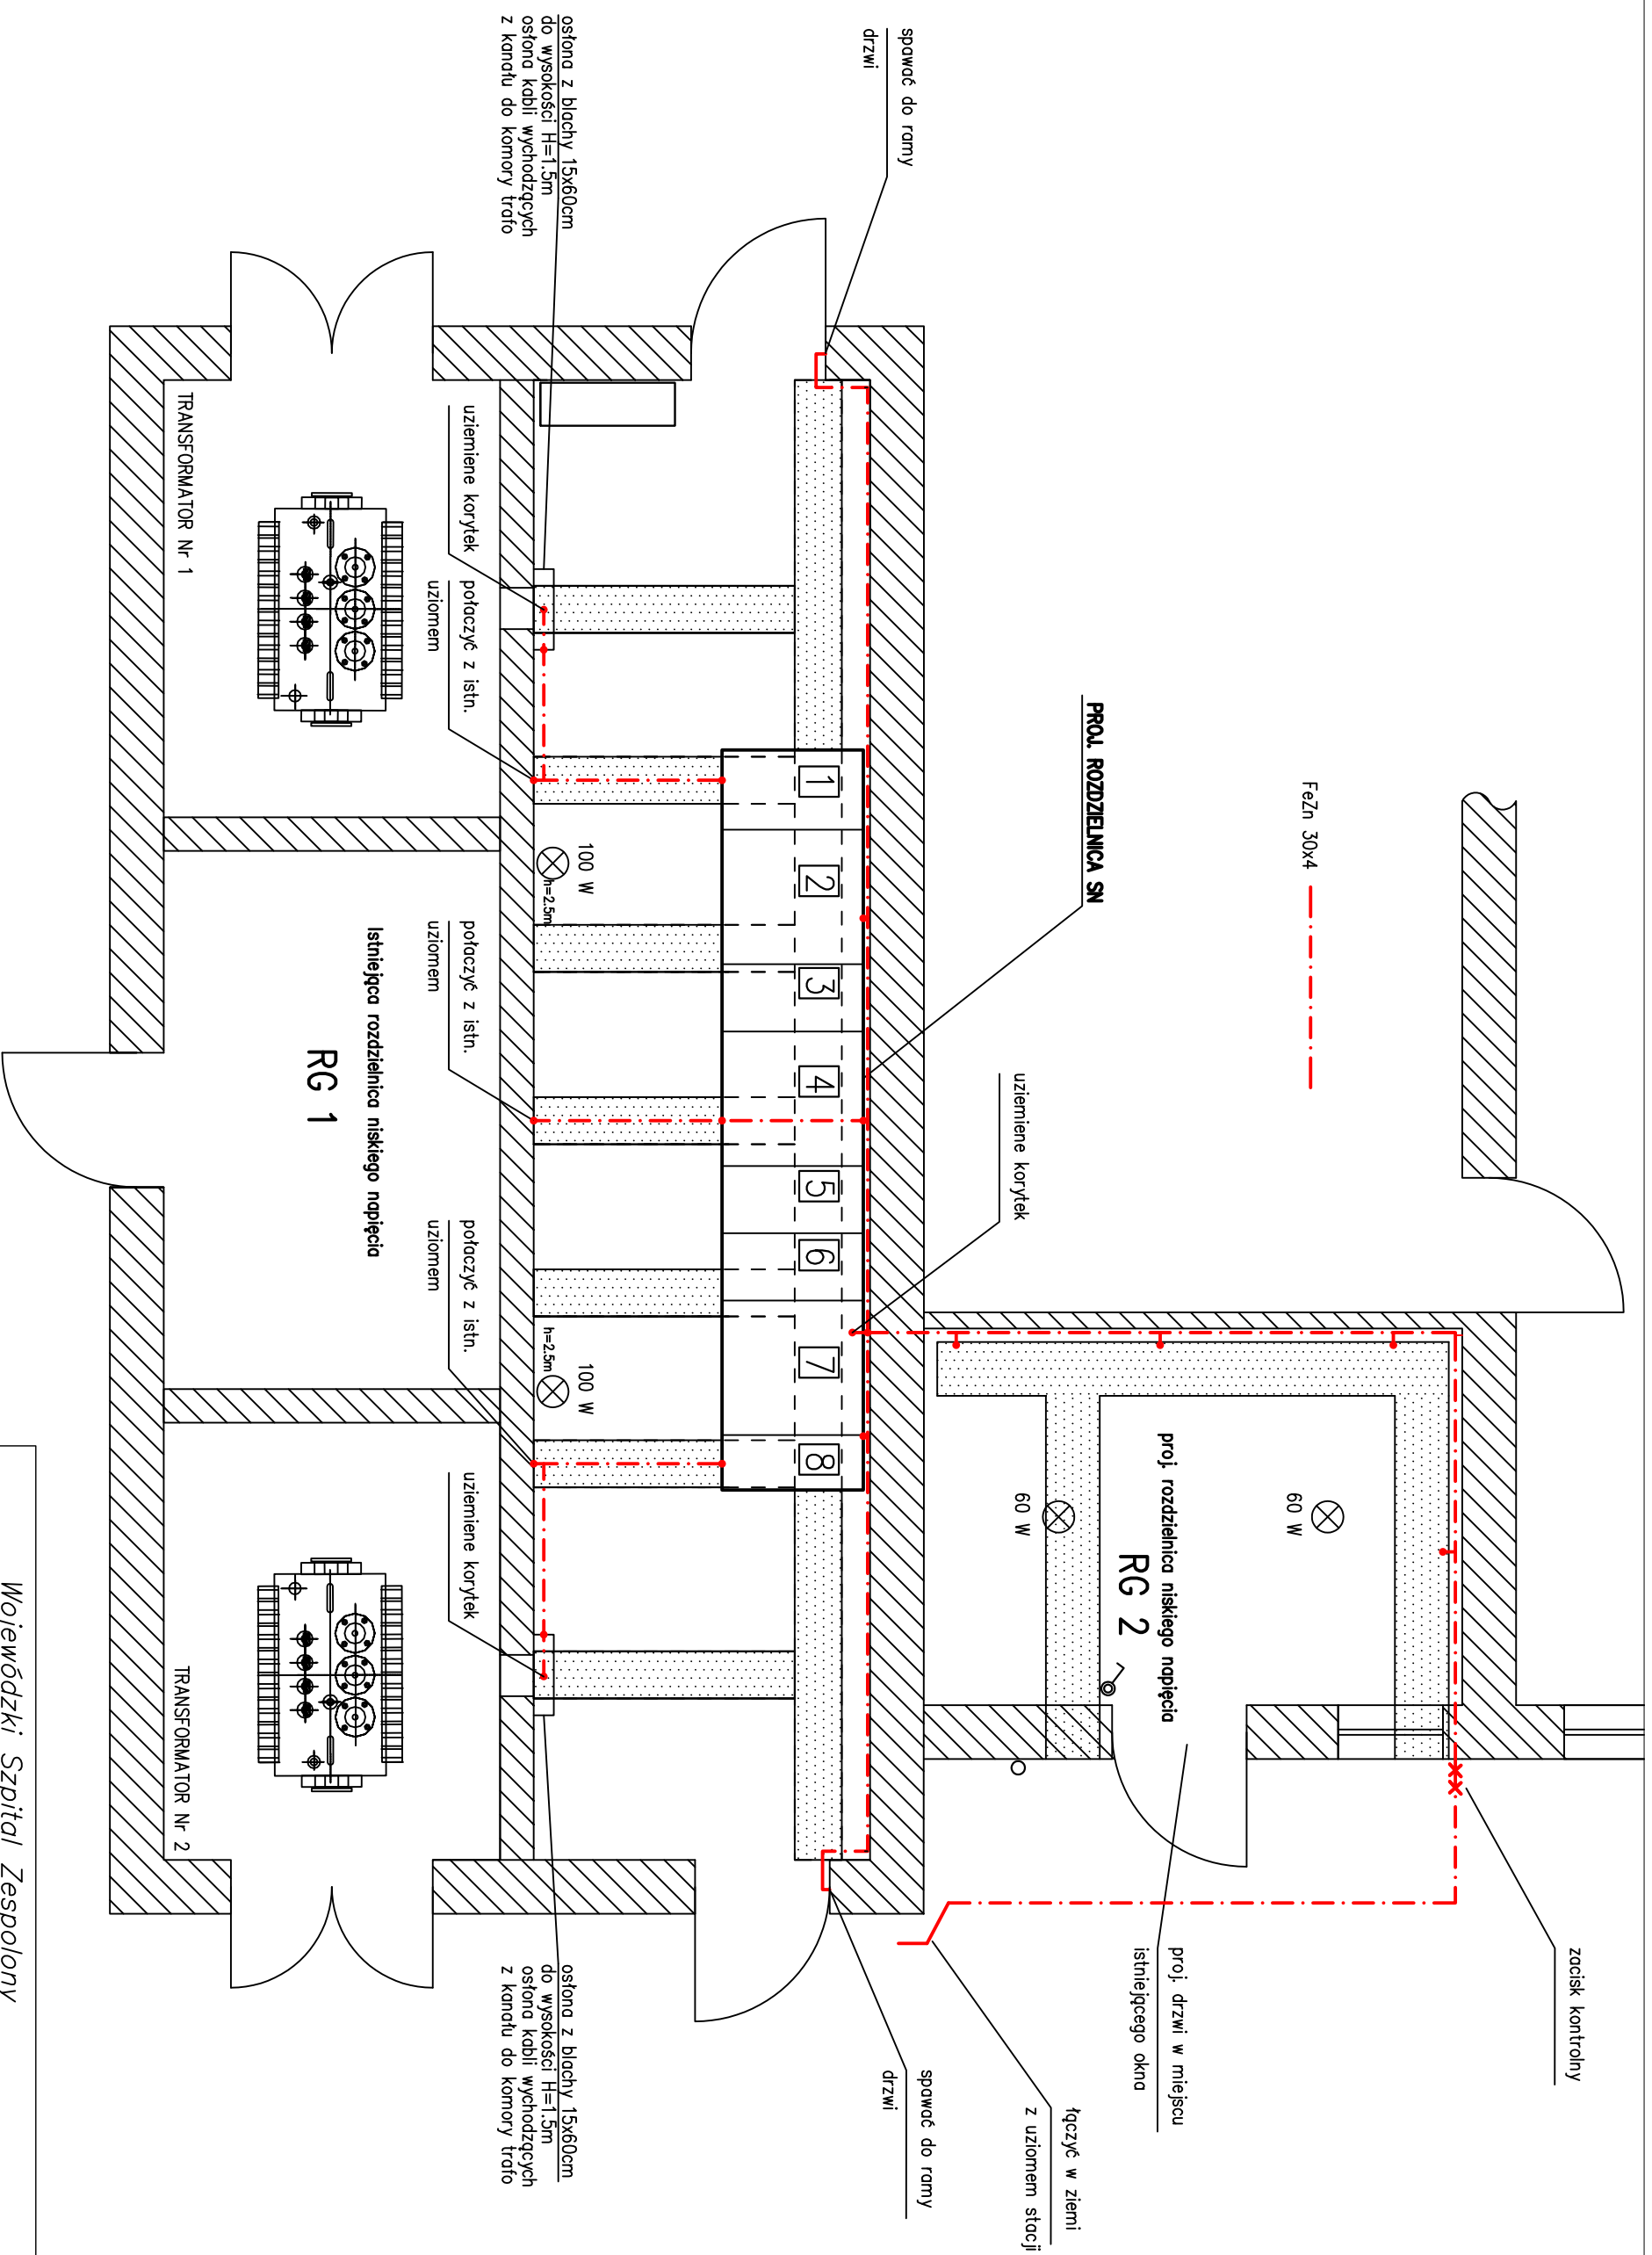 zacisk kontrolny
FeZn 30x4
60 W
proj. rozdzielnica niskiego napięcia
RG 2
60 W
proj. drzwi w miejscu
istniejącego okna
łączyć w ziemi
z uziomem stacji
PROJ. ROZDZIELNICA SN
uziemiene korytek
spawać do ramy
drzwi
spawać do ramy
drzwi
1
2
3
4
5
6
7
8
osłona z blachy 15x60cm
do wysokości H=1.5m
osłona kabli wychodzących
z kanału do komory trafo
100 W
h=2.5m
100 W
h=2.5m
osłona z blachy 15x60cm
do wysokości H=1.5m
osłona kabli wychodzących
z kanału do komory trafo
uziemiene korytek
połaczyć z istn.
uziomem
połaczyć z istn.
uziomem
połaczyć z istn.
uziomem
uziemiene korytek
Istniejąca rozdzielnica niskiego napięcia
RG 1
TRANSFORMATOR Nr 1
TRANSFORMATOR Nr 2
Wojewódzki Szpital Zespolony